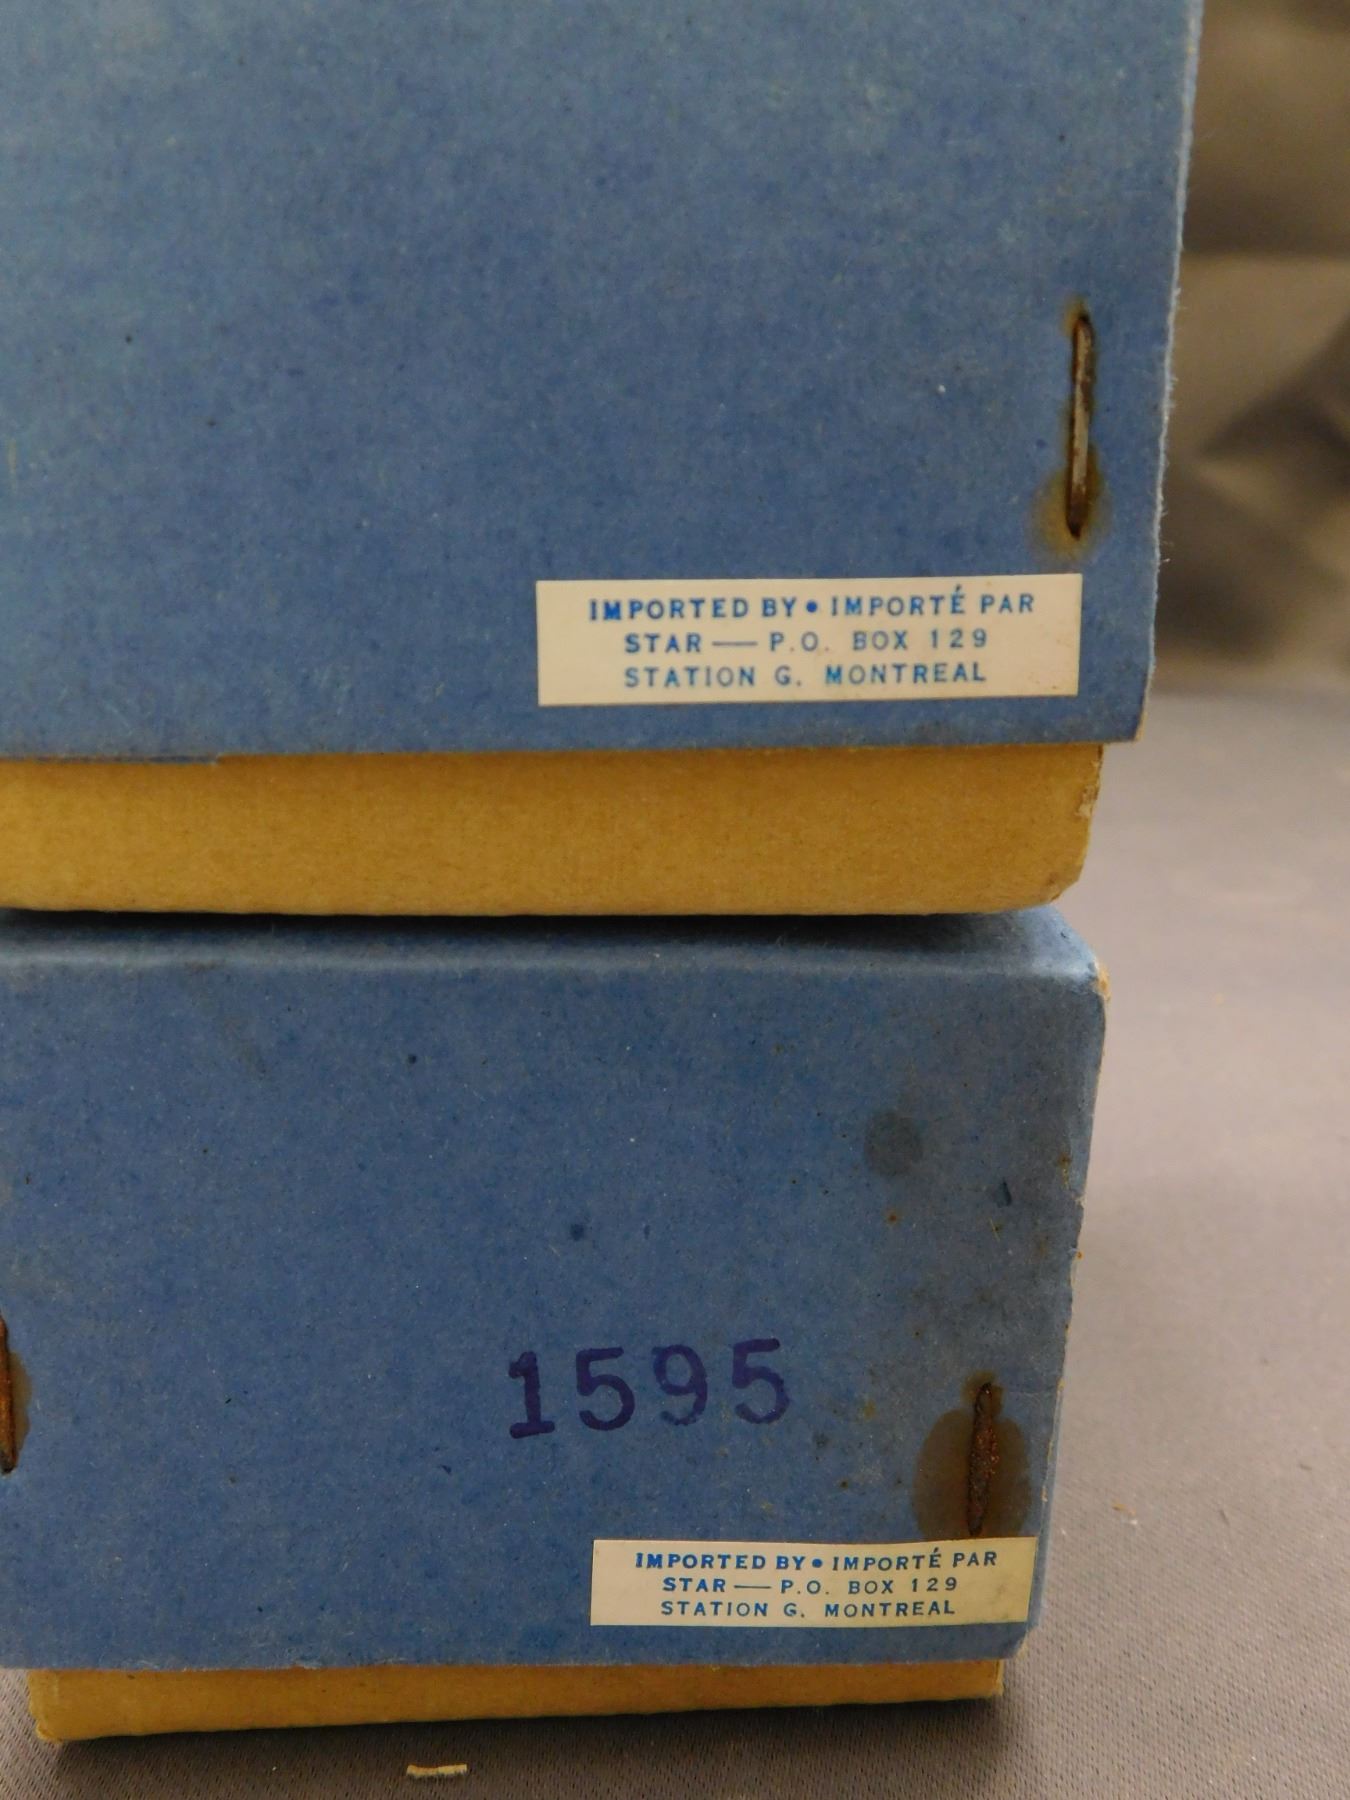 IMPORTED BY • IMPORTÉ PAR
STAR — P.O. BOX 129
STATION G. MONTREAL
1595
IMPORTED BY • IMPORTÉ PAR
STAR — P.O. BOX 129
STATION G. MONTREAL